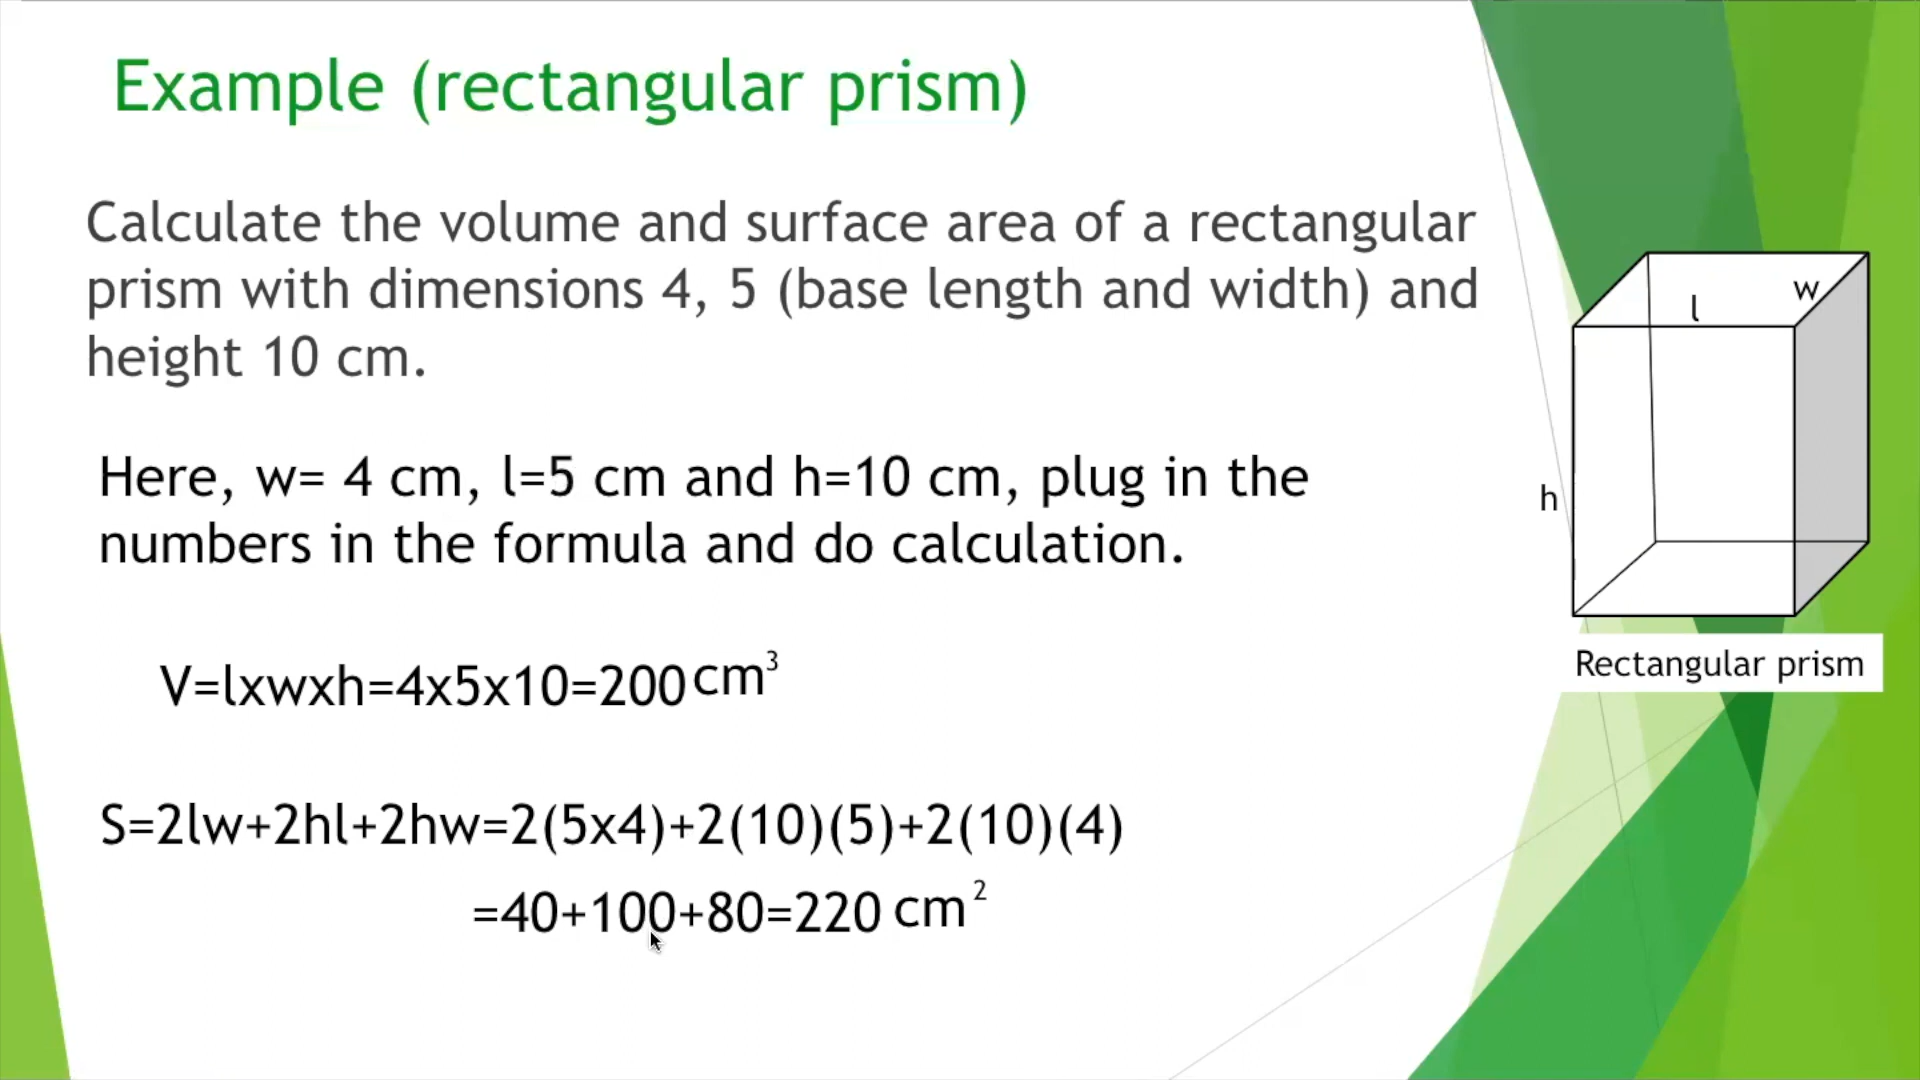 Example (rectangular prism)
Calculate the volume and surface area of a rectangular
prism with dimensions 4, 5 (base length and width) and
height 10 cm.
Here, w= 4 cm, l=5 cm and h=10 cm, plug in the
numbers in the formula and do calculation.
V=lxwxh=4x5x10=200 cm³
S=2lw+2hl+2hw=2(5x4)+2(10)(5)+2(10)(4)
=40+100+80=220 cm²
w
l
h
Rectangular prism